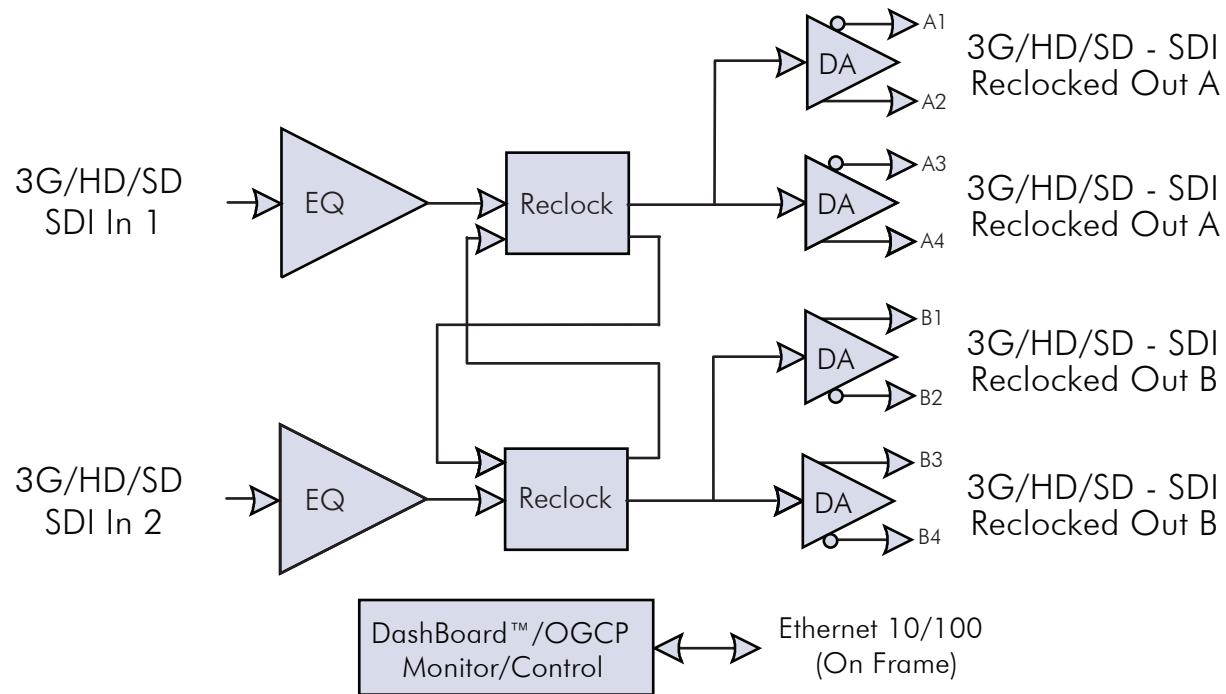 3G/HD/SD
SDI In 1
EQ
Reclock
DA
A1
A2
3G/HD/SD - SDI
Reclocked Out A
DA
A3
A4
3G/HD/SD - SDI
Reclocked Out A
DA
B1
B2
3G/HD/SD - SDI
Reclocked Out B
3G/HD/SD
SDI In 2
EQ
Reclock
DA
B3
B4
3G/HD/SD - SDI
Reclocked Out B
DashBoard™/OGCP
Monitor/Control
Ethernet 10/100
(On Frame)